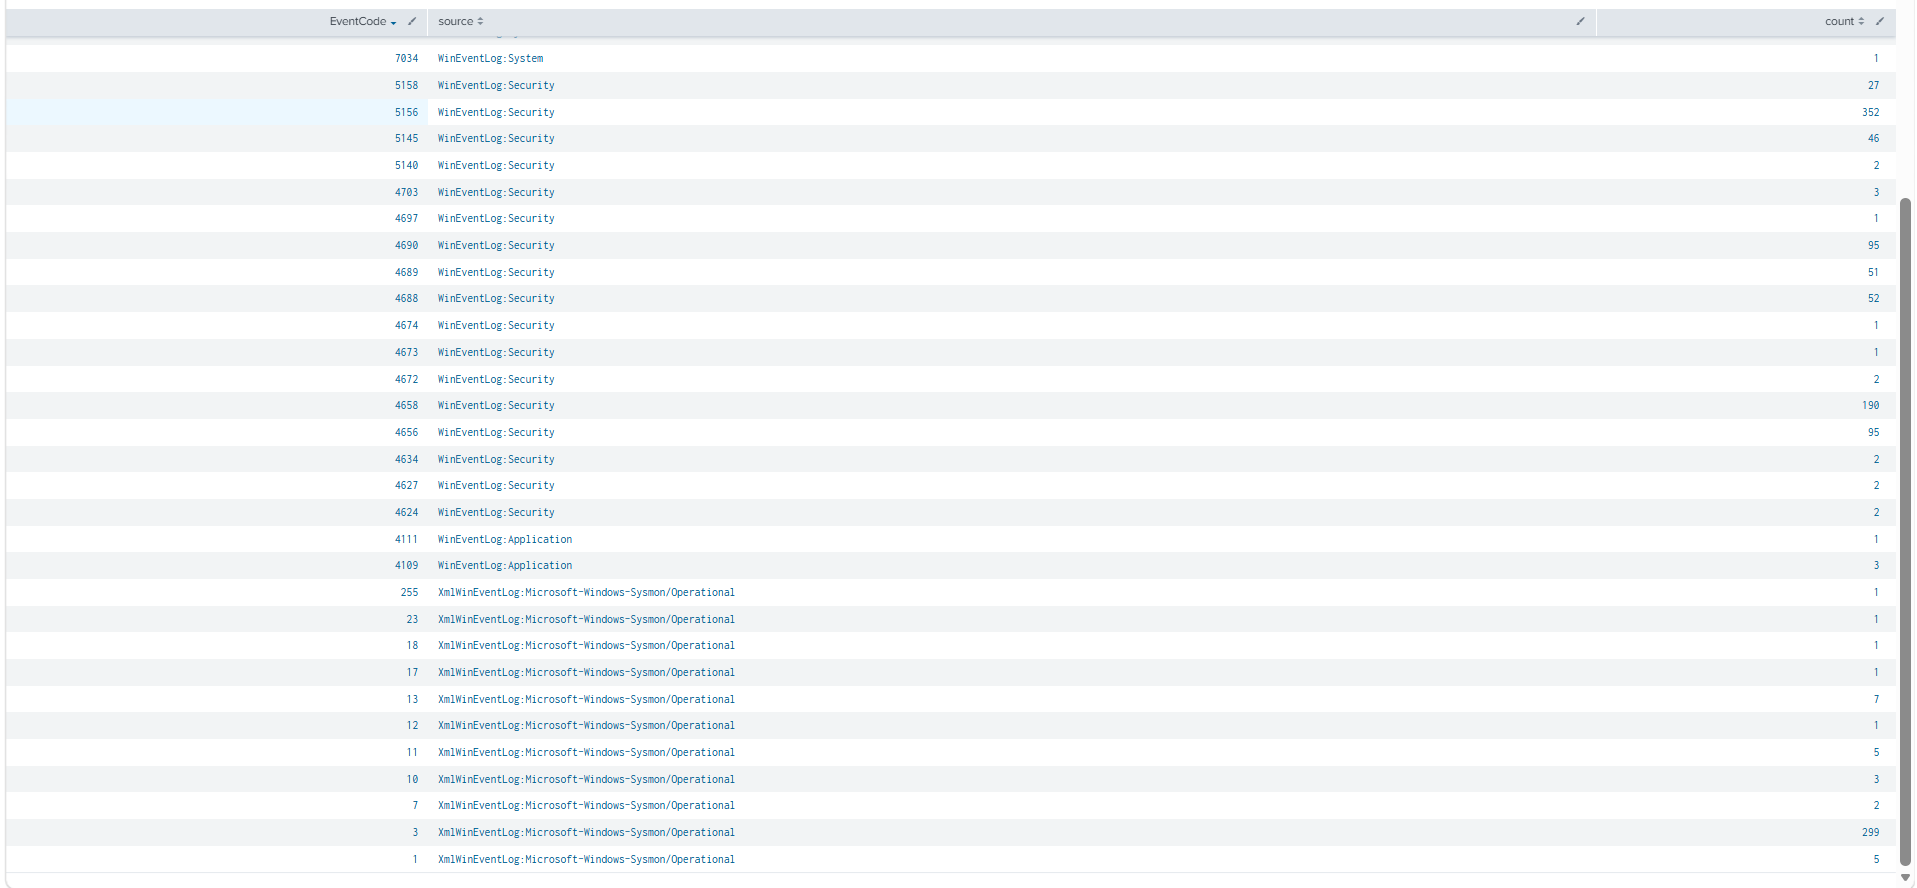 EventCode source count
7034 WinEventLog:System 1
5158 WinEventLog:Security 27
5156 WinEventLog:Security 352
5145 WinEventLog:Security 46
5140 WinEventLog:Security 2
4703 WinEventLog:Security 3
4697 WinEventLog:Security 1
4690 WinEventLog:Security 95
4689 WinEventLog:Security 51
4688 WinEventLog:Security 52
4674 WinEventLog:Security 1
4673 WinEventLog:Security 1
4672 WinEventLog:Security 2
4658 WinEventLog:Security 190
4656 WinEventLog:Security 95
4634 WinEventLog:Security 2
4627 WinEventLog:Security 2
4624 WinEventLog:Security 2
4111 WinEventLog:Application 1
4109 WinEventLog:Application 3
255 XmlWinEventLog:Microsoft-Windows-Sysmon/Operational 1
23 XmlWinEventLog:Microsoft-Windows-Sysmon/Operational 1
18 XmlWinEventLog:Microsoft-Windows-Sysmon/Operational 1
17 XmlWinEventLog:Microsoft-Windows-Sysmon/Operational 1
13 XmlWinEventLog:Microsoft-Windows-Sysmon/Operational 7
12 XmlWinEventLog:Microsoft-Windows-Sysmon/Operational 1
11 XmlWinEventLog:Microsoft-Windows-Sysmon/Operational 5
10 XmlWinEventLog:Microsoft-Windows-Sysmon/Operational 3
7 XmlWinEventLog:Microsoft-Windows-Sysmon/Operational 2
3 XmlWinEventLog:Microsoft-Windows-Sysmon/Operational 299
1 XmlWinEventLog:Microsoft-Windows-Sysmon/Operational 5